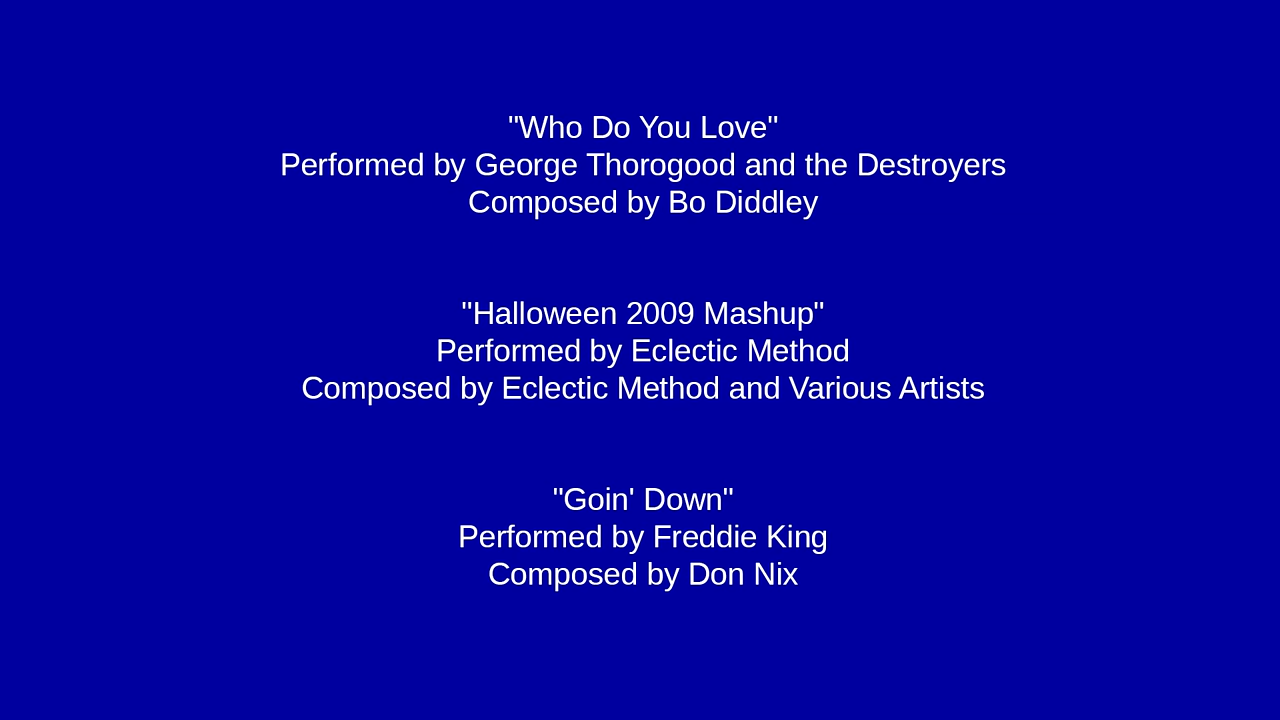 "Who Do You Love"
Performed by George Thorogood and the Destroyers
Composed by Bo Diddley
"Halloween 2009 Mashup"
Performed by Eclectic Method
Composed by Eclectic Method and Various Artists
"Goin' Down"
Performed by Freddie King
Composed by Don Nix